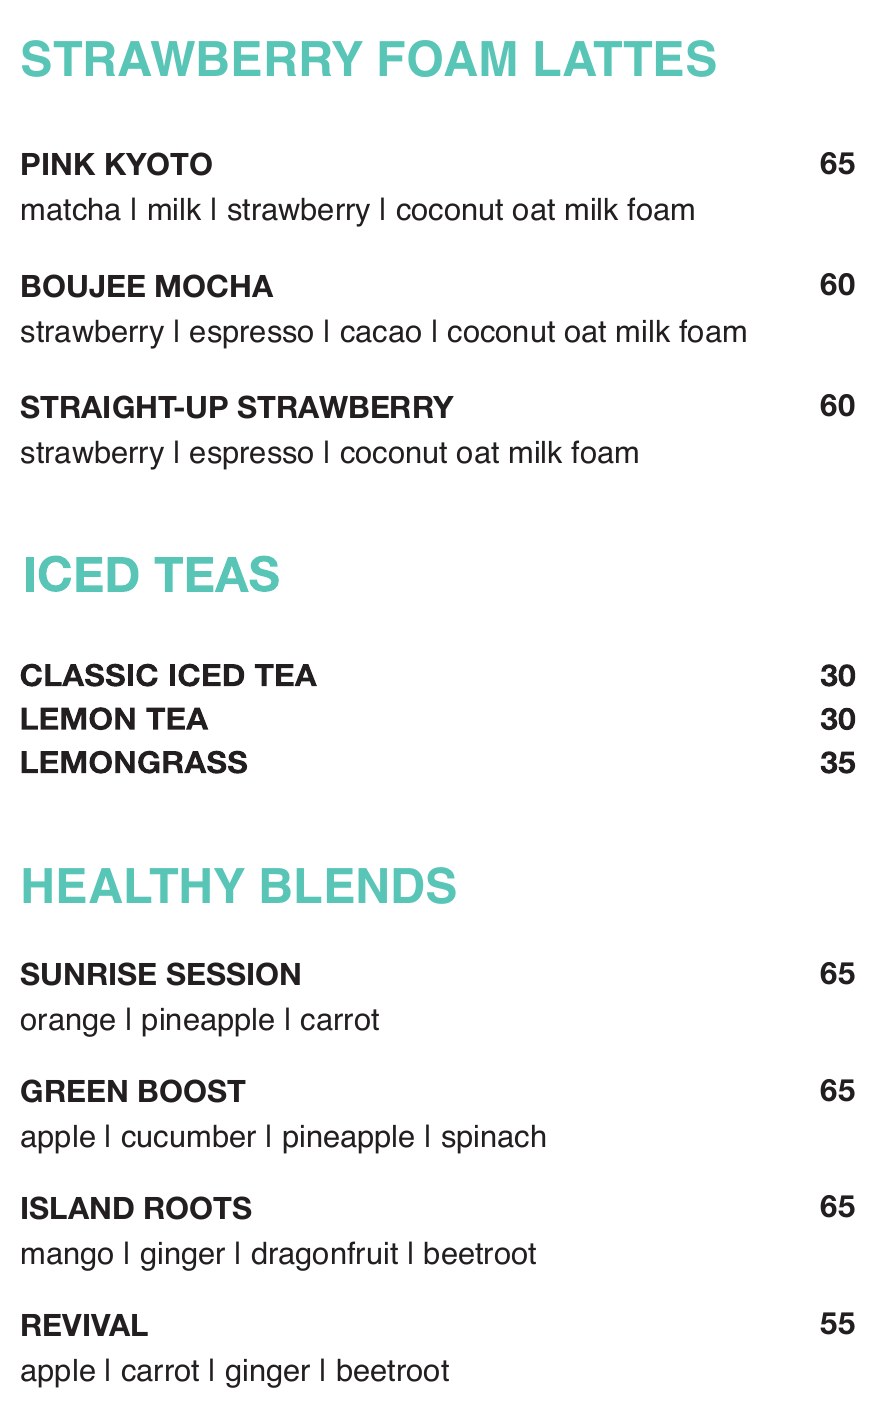 STRAWBERRY FOAM LATTES
PINK KYOTO 65
matcha | milk | strawberry | coconut oat milk foam
BOUJEE MOCHA 60
strawberry | espresso | cacao | coconut oat milk foam
STRAIGHT-UP STRAWBERRY 60
strawberry | espresso | coconut oat milk foam
ICED TEAS
CLASSIC ICED TEA 30
LEMON TEA 30
LEMONGRASS 35
HEALTHY BLENDS
SUNRISE SESSION 65
orange | pineapple | carrot
GREEN BOOST 65
apple | cucumber | pineapple | spinach
ISLAND ROOTS 65
mango | ginger | dragonfruit | beetroot
REVIVAL 55
apple | carrot | ginger | beetroot